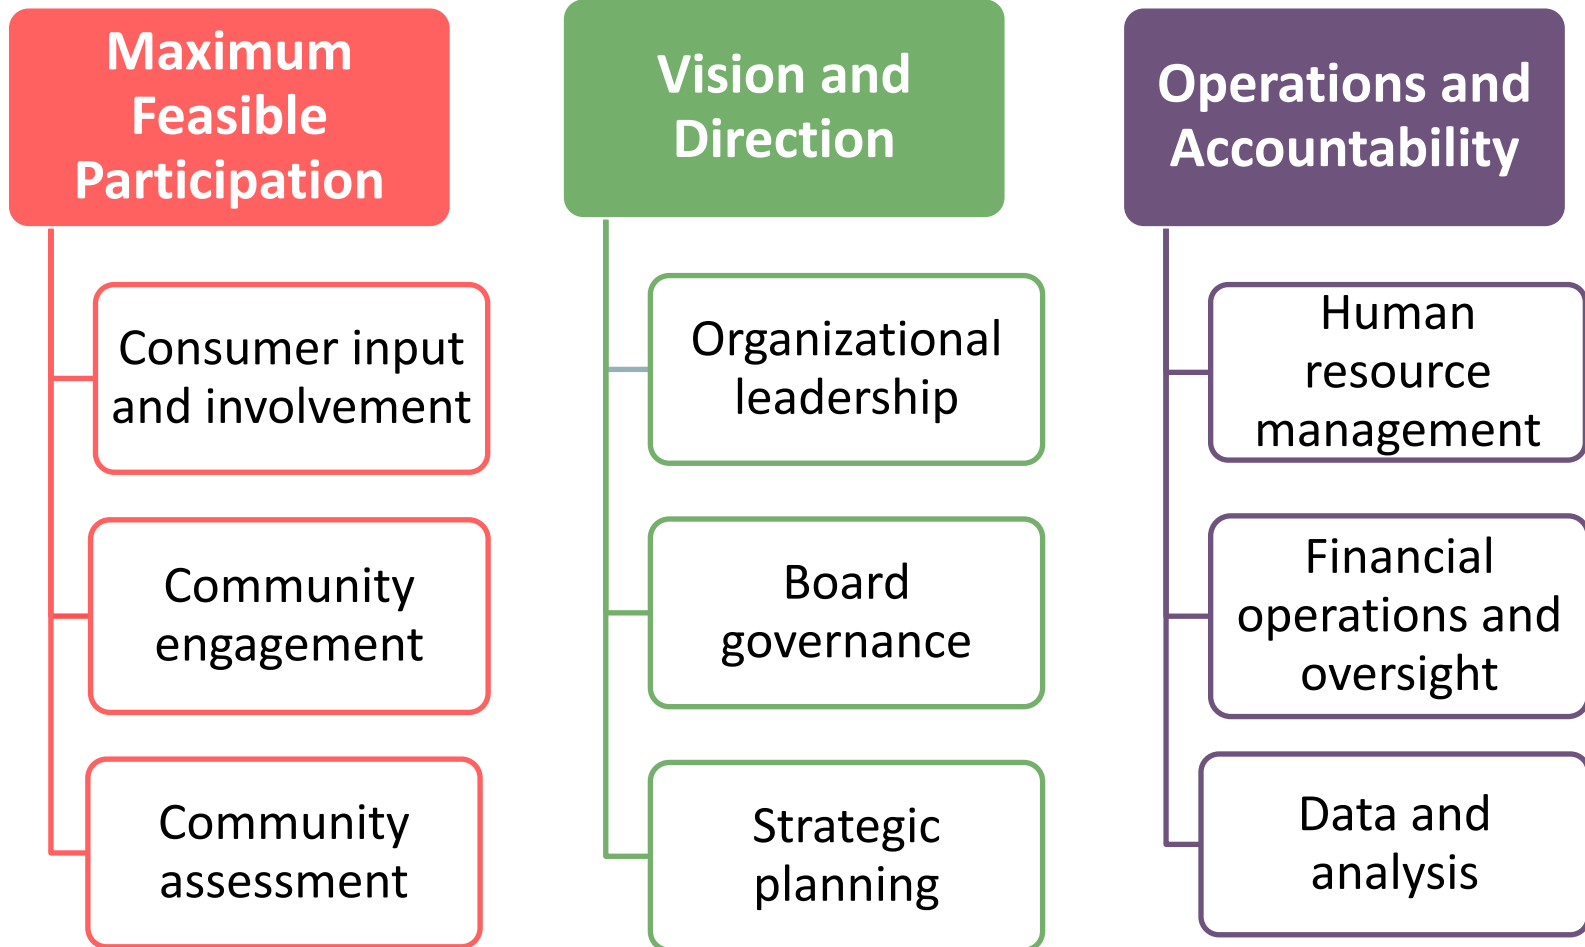 Maximum
Feasible
Participation
Consumer input
and involvement
Community
engagement
Community
assessment
Vision and
Direction
Organizational
leadership
Board
governance
Strategic
planning
Operations and
Accountability
Human
resource
management
Financial
operations and
oversight
Data and
analysis